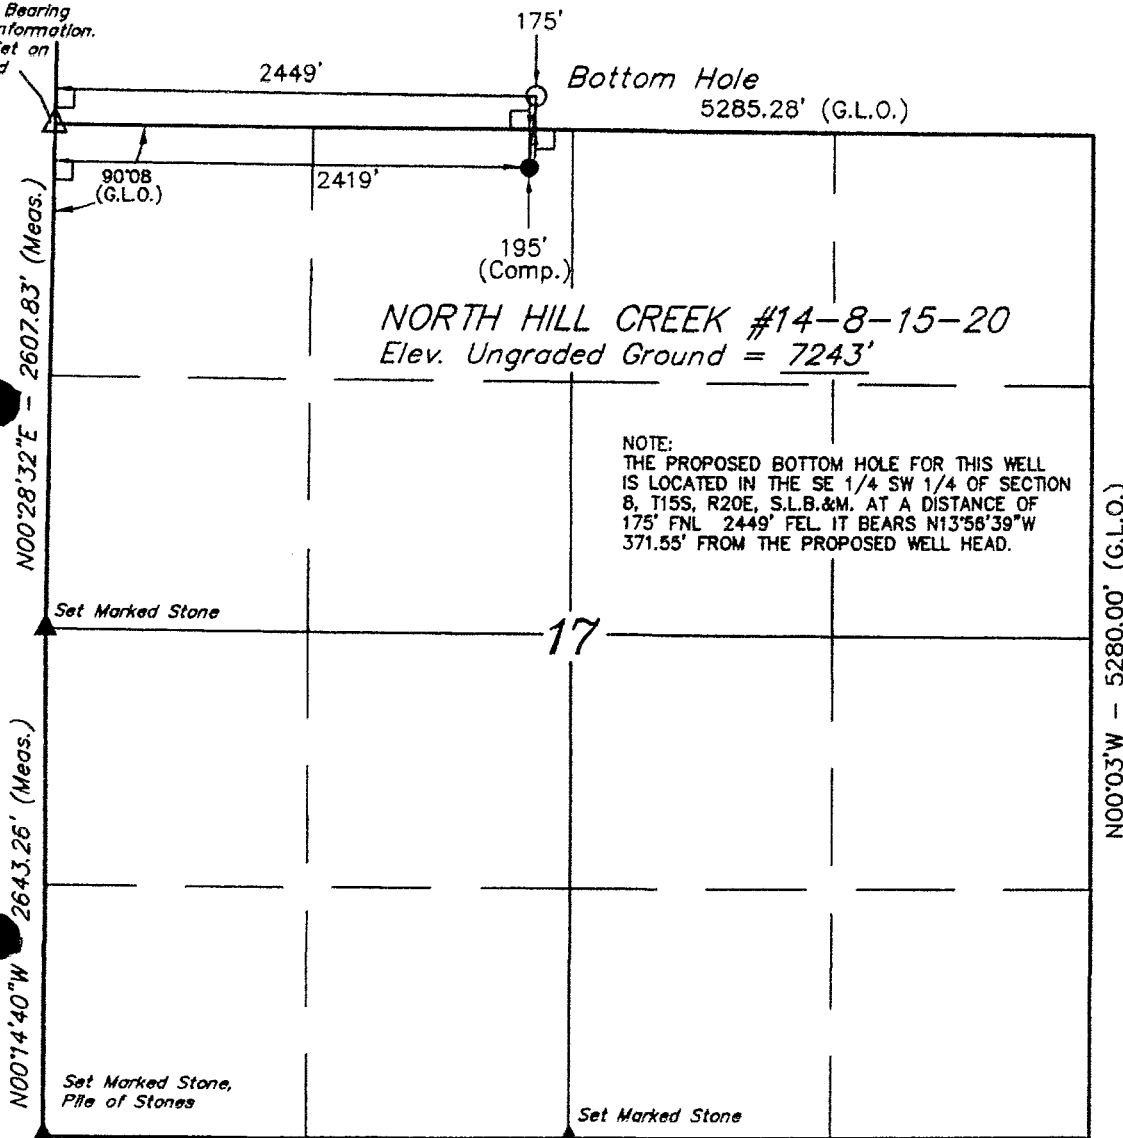 Bearing
nformation.
et on
d
175'
2449'
Bottom Hole
5285.28' (G.L.O.)
90°08
(G.L.O.)
2419'
195'
(Comp.)
NORTH HILL CREEK #14-8-15-20
Elev. Ungraded Ground = 7243'
N00°28'32"E - 2607.83' (Meas.)
NOTE:
THE PROPOSED BOTTOM HOLE FOR THIS WELL
IS LOCATED IN THE SE 1/4 SW 1/4 OF SECTION
8, T15S, R20E, S.L.B.&M. AT A DISTANCE OF
175' FNL 2449' FEL. IT BEARS N13°56'39"W
371.55' FROM THE PROPOSED WELL HEAD.
Set Marked Stone
17
N00°03'W - 5280.00' (G.L.O.)
N00°14'40"W 2643.26' (Meas.)
Set Marked Stone,
Pile of Stones
Set Marked Stone